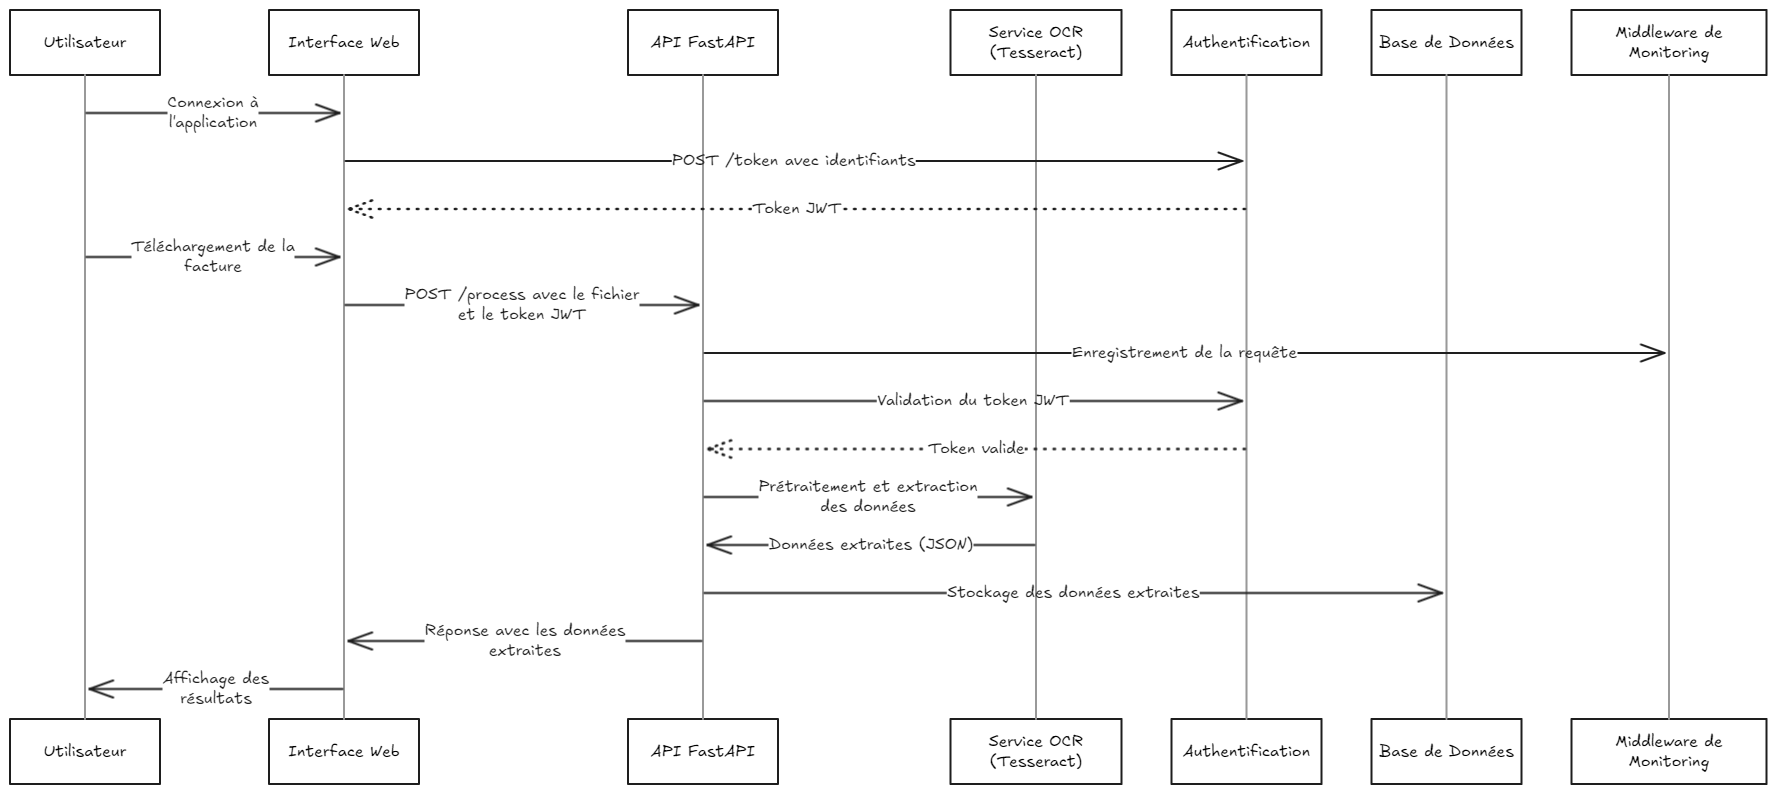 Utilisateur
Interface Web
API FastAPI
Service OCR
(Tesseract)
Authentification
Base de Données
Middleware de
Monitoring
Connexion à
l'application
POST /token avec identifiants
Token JWT
Téléchargement de la
facture
POST /process avec le fichier
et le token JWT
Enregistrement de la requête
Validation du token JWT
Token valide
Prétraitement et extraction
des données
Données extraites (JSON)
Stockage des données extraites
Réponse avec les données
extraites
Affichage des
résultats
Utilisateur
Interface Web
API FastAPI
Service OCR
(Tesseract)
Authentification
Base de Données
Middleware de
Monitoring